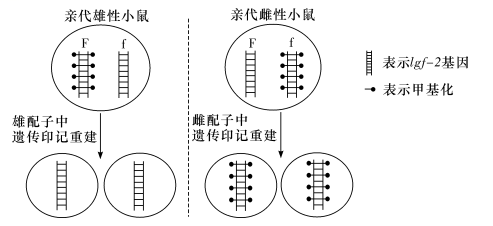 亲代雄性小鼠
F f
雄配子中
遗传印记重建
亲代雌性小鼠
F f
雌配子中
遗传印记重建
表示lgf-2基因
表示甲基化